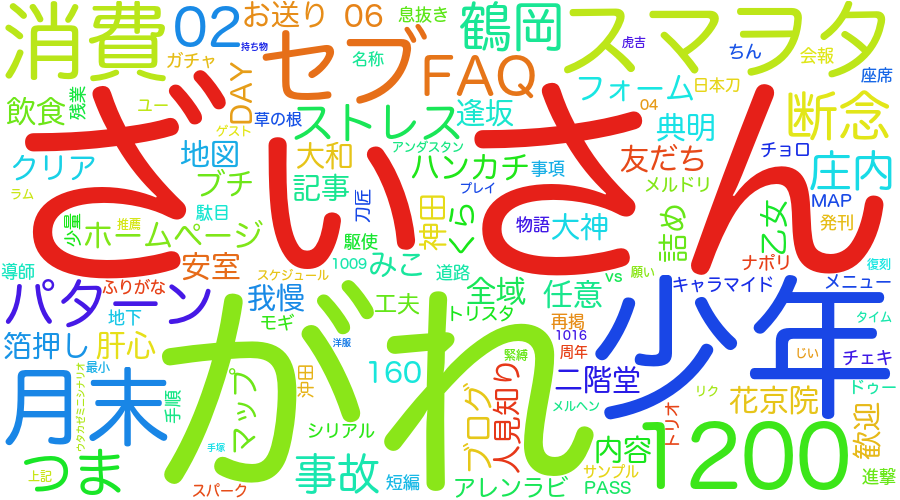 消費
02
お送り
06
息抜き
鶴岡
スマヲタ
虎吉
ちん
会報
座席
持ち物
セブ
名称
ガチャ
FAQ
日本刀
フォーム
残業
DAY
飲食
ユー
ゲスト
草の根
ストレス
逢坂
04
典明
断念
アンダスタン
クリア
地図
大和
ハンカチ
事項
友だち
チョロ
庄内
ブチ
記事
刀匠
プレイ
メルドリ
MAP
ラム
ざいさん
駄目
神田
くら
物語
大神
詰め
乙女
発刊
少量
ホームページ
推薦
駆使
導師
安室
1009
みこ
道路
vs
願い
ナポリ
復刻
スケジュール
ふりがな
全域
任意
キャラマイド
メニュー
パターン
我慢
工夫
トリスタ
タイム
地下
モギ
再掲
1016
箔押し
肝心
洋服
緊縛
周年
少年
じい
チェキ
がいれ
最小
160
二階堂
ドゥー
月末
ウタカゼミニシナリオ
手順
マップ
沖田
ブログ
人見知り
メルヘン
リク
花京院
シリアル
トリオ
歓迎
手塚
内容
1200
つま
上記
事故
短編
サンプル
進撃
スパーク
アレンラビ
PASS